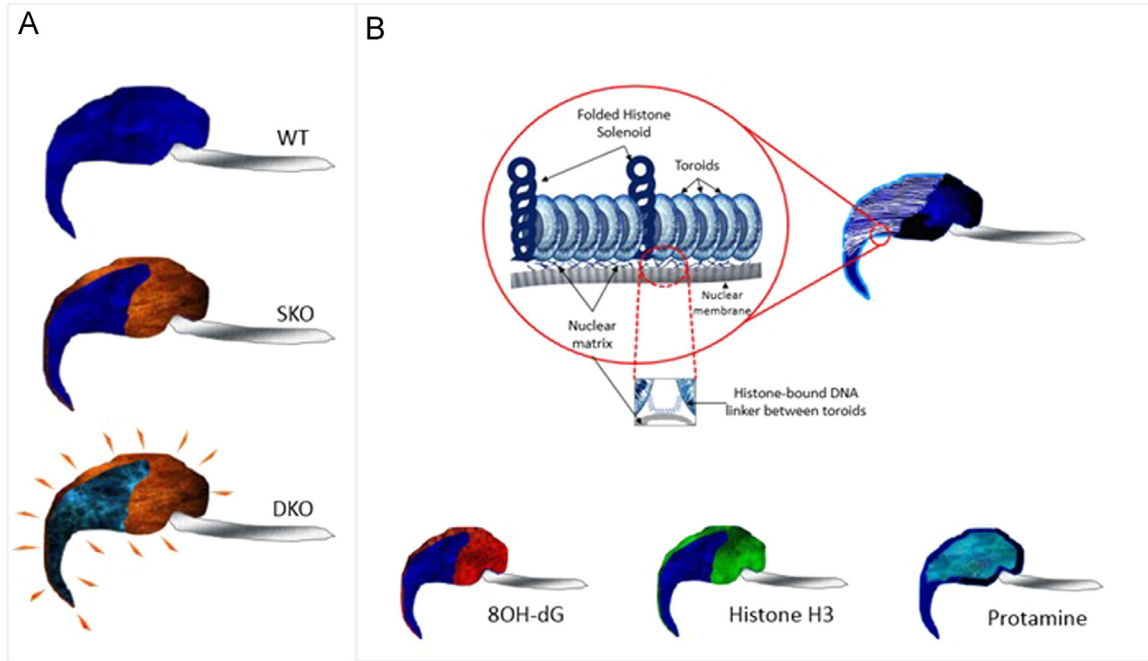 A
B
WT
SKO
DKO
Folded Histone
Solenoid
Toroids
Nuclear
membrane
Nuclear
matrix
Histone-bound DNA
linker between toroids
8OH-dG
Histone H3
Protamine